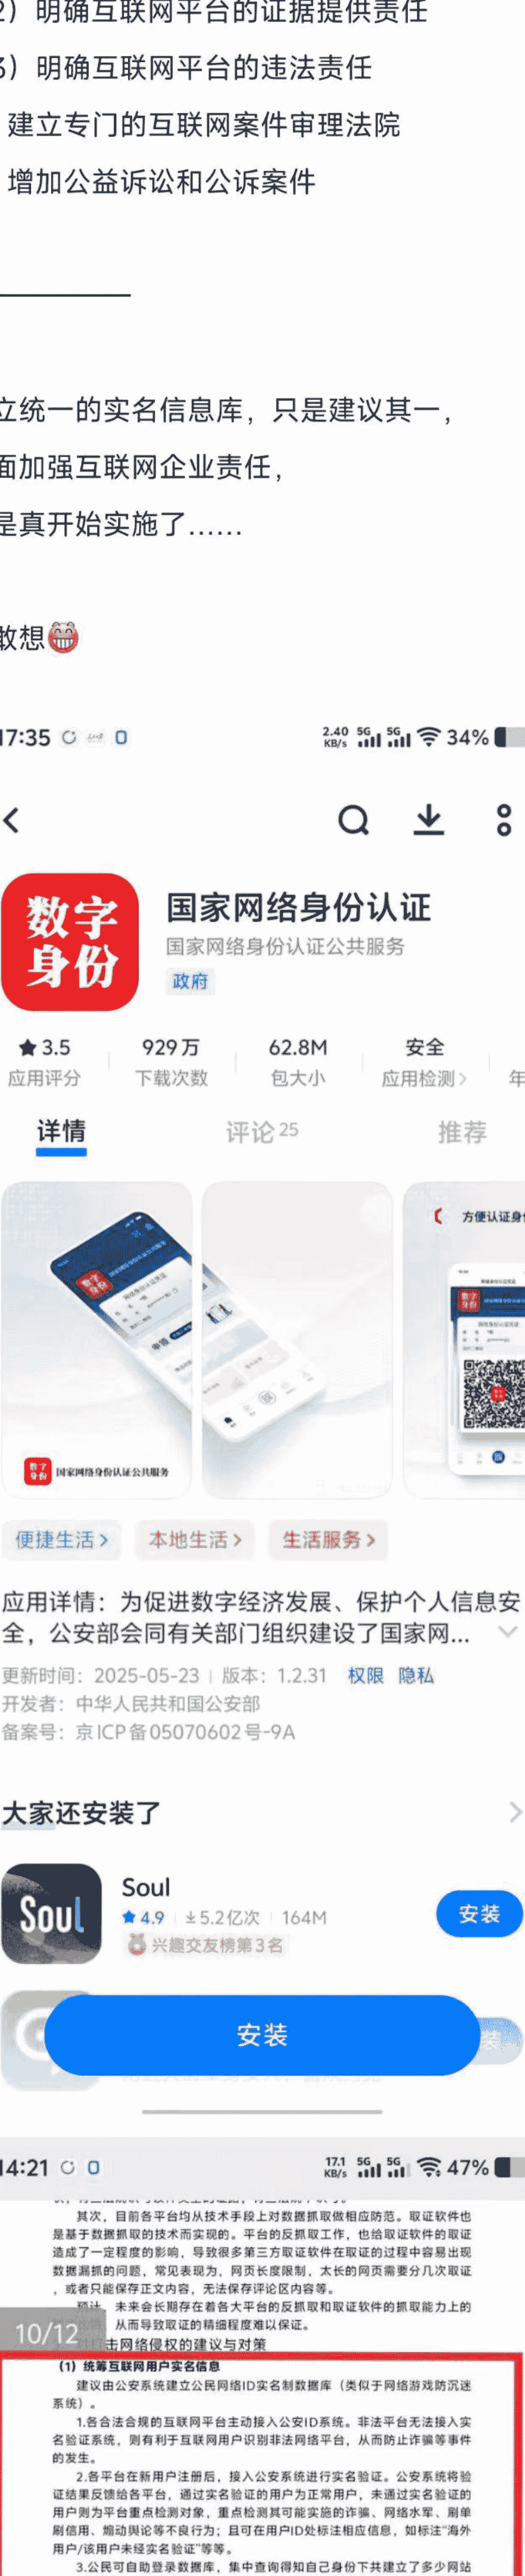 2）明确互联网平台的证据提供责任
3）明确互联网平台的违法责任
建立专门的互联网案件审理法院
增加公益诉讼和公诉案件
立统一的实名信息库，只是建议其一，
面加强互联网企业责任，
是真开始实施了……
敢想
17:35
2.40 KB/s 5G 5G 34%
数字身份
国家网络身份认证
国家网络身份认证公共服务
政府
3.5 929万 62.8M 安全
应用评分 下载次数 包大小 应用检测 年
详情 评论 25 推荐
方便认证身
数字身份 国家网络身份认证公共服务
便捷生活 本地生活 生活服务
应用详情：为促进数字经济发展、保护个人信息安
全，公安部会同有关部门组织建设了国家网...
更新时间：2025-05-23 | 版本：1.2.31 权限 隐私
开发者：中华人民共和国公安部
备案号：京ICP备05070602号-9A
大家还安装了
Soul
Soul
4.9 5.2亿次 164M
安装
兴趣交友榜第3名
安装
装
14:21
17.1 KB/s 5G 5G 47%
其次，目前各平台均从技术手段上对数据抓取做相应防范。取证软件也
是基于数据抓取的技术而实现的。平台的反抓取工作，也给取证软件的取证
造成了一定程度的影响，导致很多第三方取证软件在取证的过程中容易出现
数据漏抓的问题，常见表现为，网页长度限制，太长的网页需要分几次取证
，或者只能保存正文内容，无法保存评论区内容等。
预计，未来会长期存在着各大平台的反抓取和取证软件的抓取能力上的
从而导致取证的精细程度难以保证。
10/12
击网络侵权的建议与对策
（1）统筹互联网用户实名信息
建议由公安系统建立公民网络ID实名制数据库（类似于网络游戏防沉迷
系统）。
1.各合法合规的互联网平台主动接入公安ID系统。非法平台无法接入实
名验证系统，则有利于互联网用户识别非法网络平台，从而防止诈骗等事件
的发生。
2.各平台在新用户注册后，接入公安系统进行实名验证。公安系统将验
证结果反馈给各平台，通过实名验证的用户为正常用户，未通过实名验证的
用户则为平台重点检测对象，重点检测其可能实施的诈骗、网络水军、刷单
刷信用、煽动舆论等不良行为；且可在用户ID处标注相应信息，如标注“海外
用户/该用户未经实名验证”等等。
3.公民可自助登录数据库，集中查询得知自己身份下共建立了多少网站